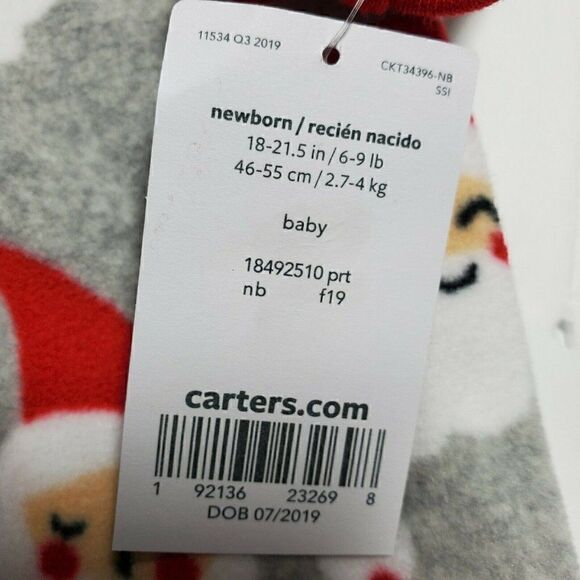 11534 Q3 2019
CKT34396-NB
SSI
newborn / recién nacido
18-21.5 in / 6-9 lb
46-55 cm / 2.7-4 kg
baby
18492510 prt
nb f19
carters.com
1 92136 23269 8
DOB 07/2019